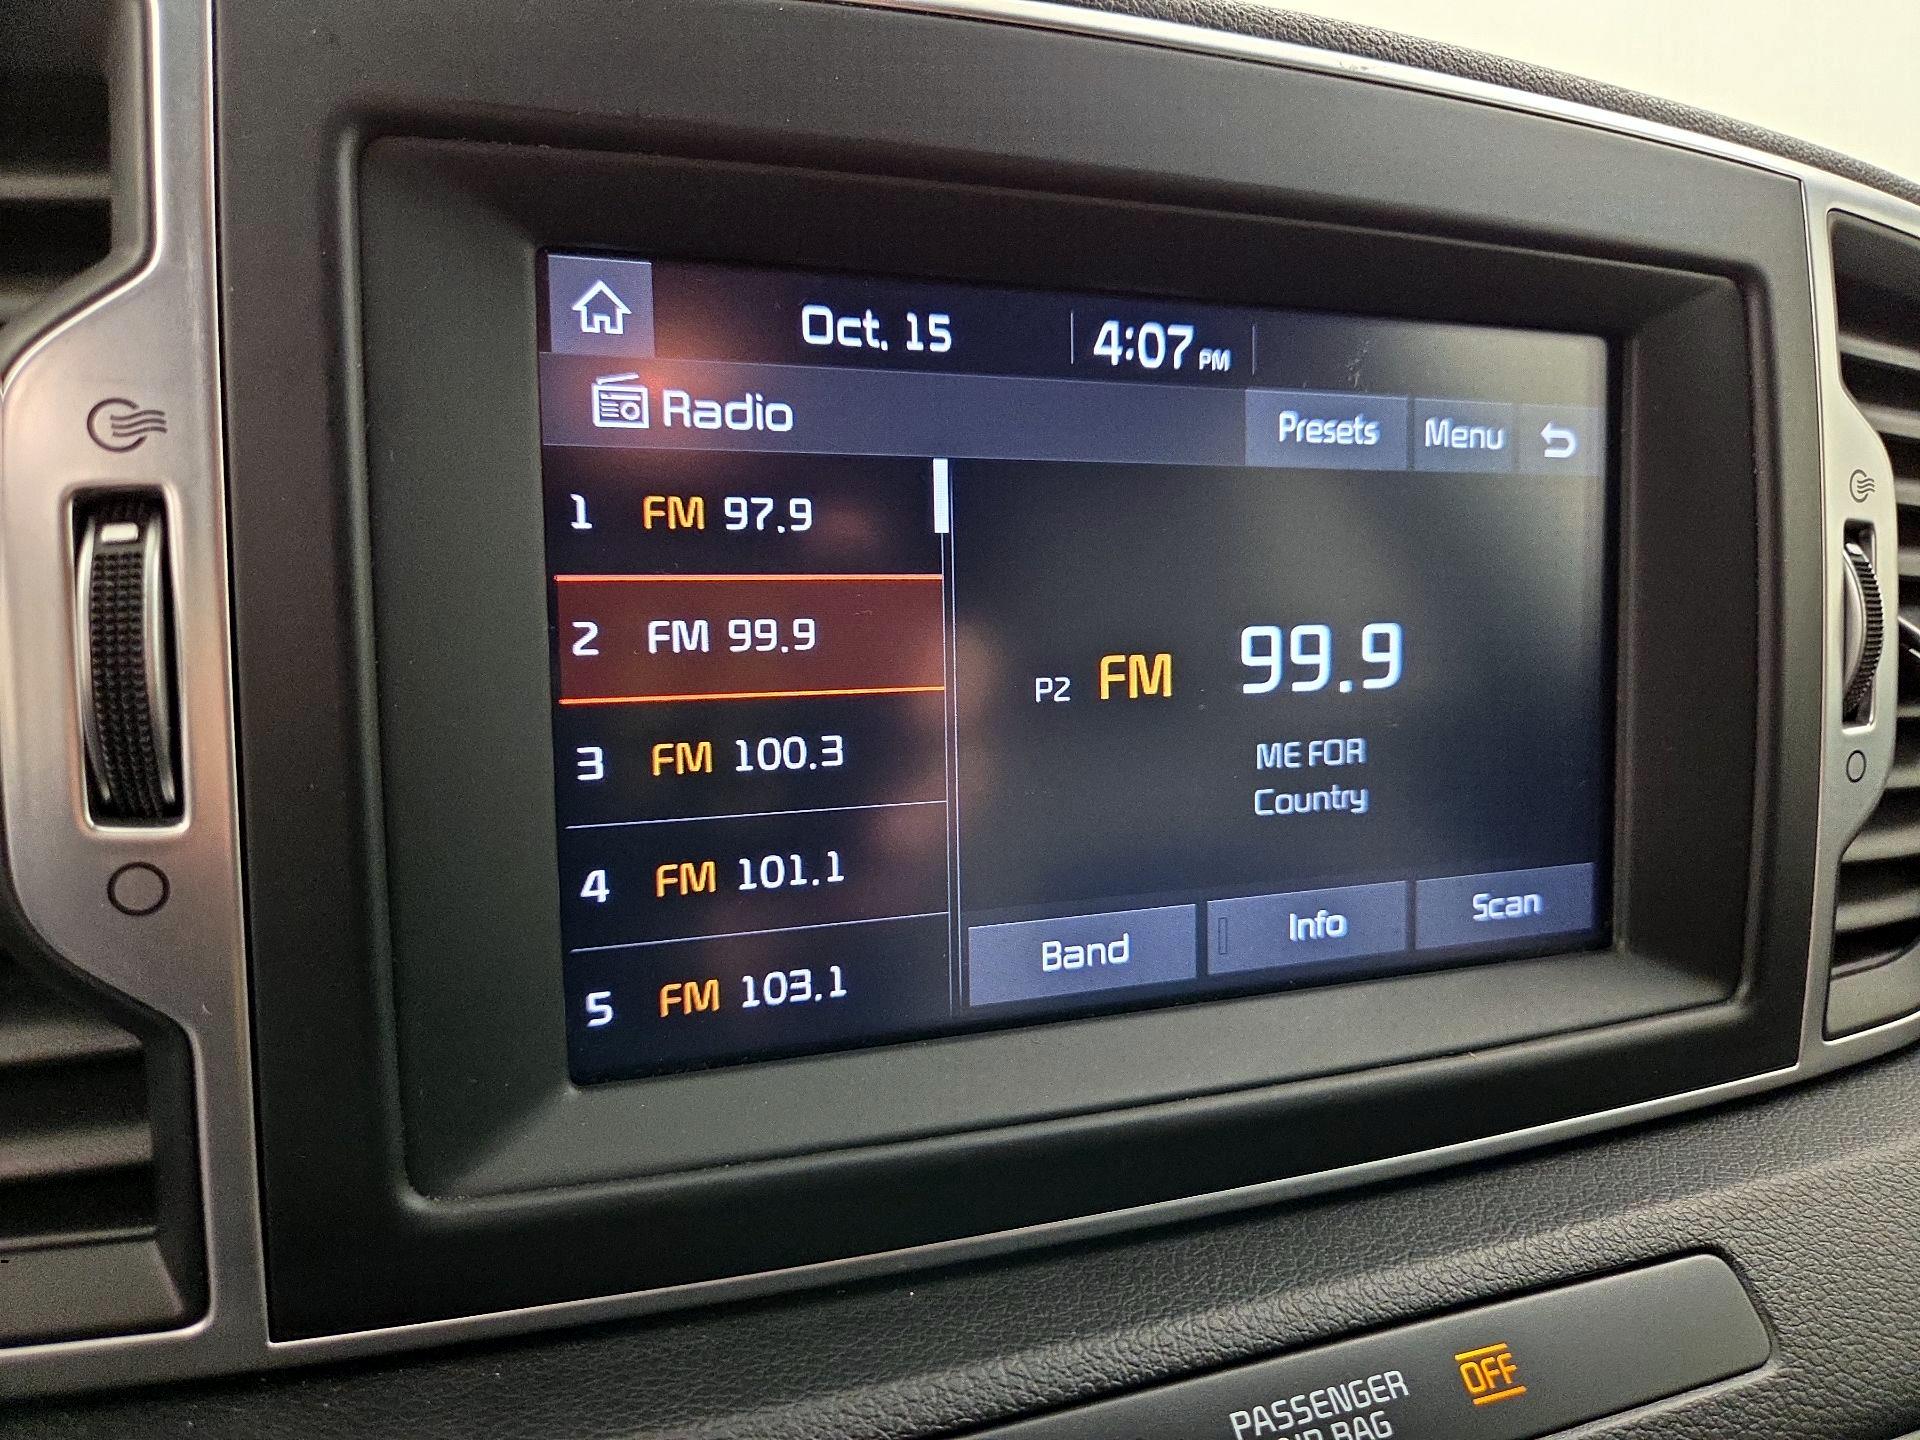 Oct. 15
4:07 PM
Radio
Presets
Menu
1 FM 97.9
2 FM 99.9
3 FM 100.3
4 FM 101.1
5 FM 103.1
P2 FM 99.9
ME FOR
Country
Band
Info
Scan
PASSENGER
BAG
OFF